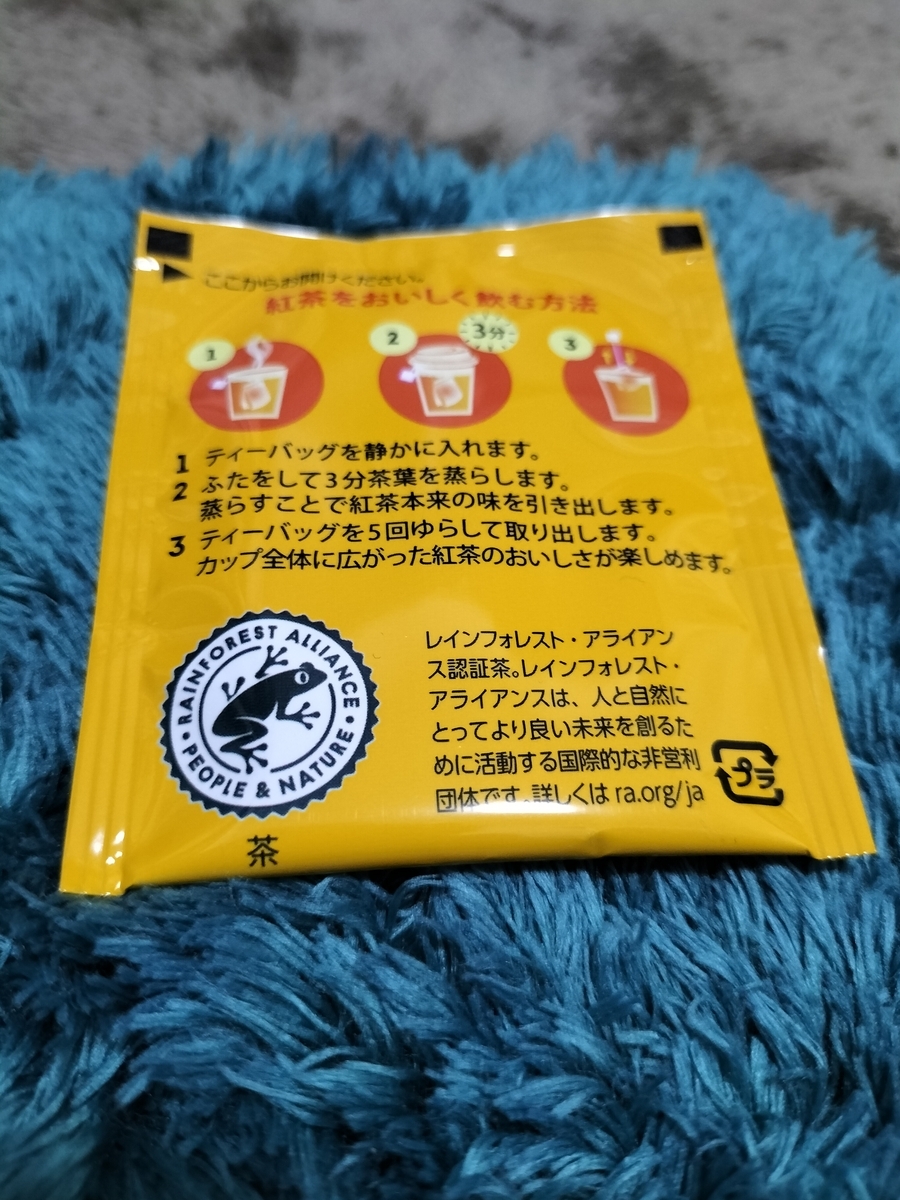 ここからお開けください。
紅茶をおいしく飲む方法
1
2
3分
3
1 ティーバッグを静かに入れます。
2 ふたをして3分茶葉を蒸らします。
蒸らすことで紅茶本来の味を引き出します。
3 ティーバッグを5回ゆらして取り出します。
カップ全体に広がった紅茶のおいしさが楽しめます。
RAINFOREST ALLIANCE
PEOPLE & NATURE
茶
レインフォレスト・アライアン
ス認証茶。レインフォレスト・
アライアンスは、人と自然に
とってより良い未来を創るた
めに活動する国際的な非営利
団体です。詳しくは ra.org/ja
プラ